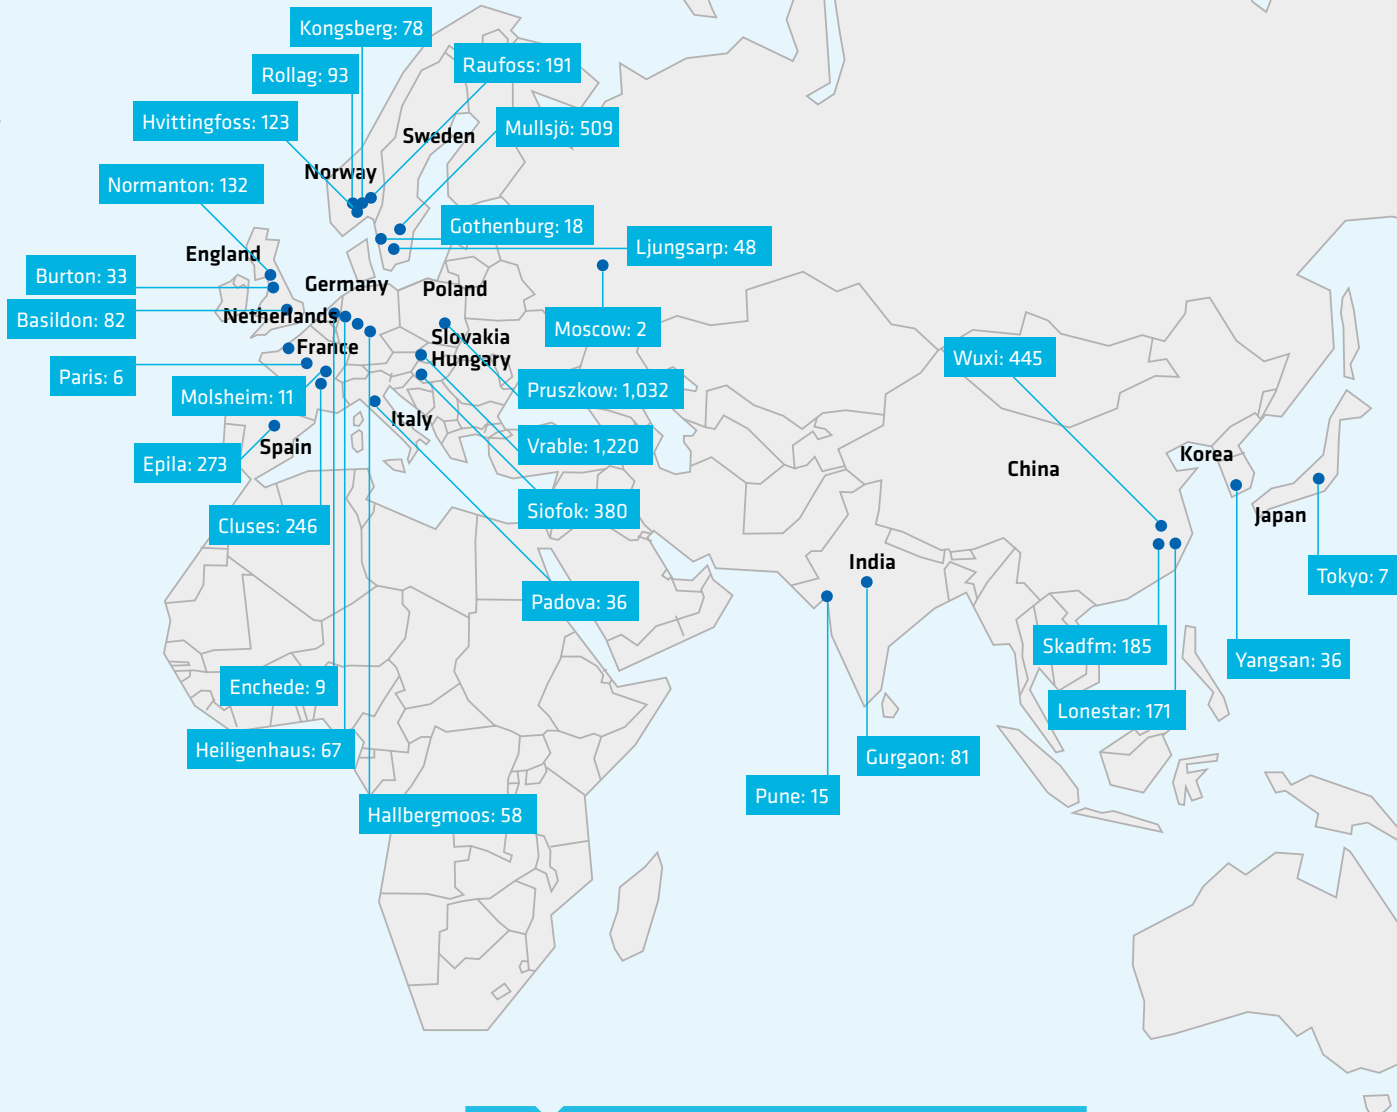 Kongsberg: 78
Raufoss: 191
Rollag: 93
Hvittingfoss: 123
Mullsjö: 509
Sweden
Norway
Normanton: 132
Gothenburg: 18
Ljungsarp: 48
England
Burton: 33
Germany
Poland
Basildon: 82
Netherlands
Moscow: 2
Slovakia
France
Hungary
Wuxi: 445
Paris: 6
Molsheim: 11
Pruszkow: 1,032
Italy
Spain
Vrable: 1,220
Epila: 273
Korea
China
Siofok: 380
Cluses: 246
Japan
India
Tokyo: 7
Padova: 36
Skadfm: 185
Yangsan: 36
Enchede: 9
Lonestar: 171
Heiligenhaus: 67
Gurgaon: 81
Pune: 15
Hallbergmoos: 58